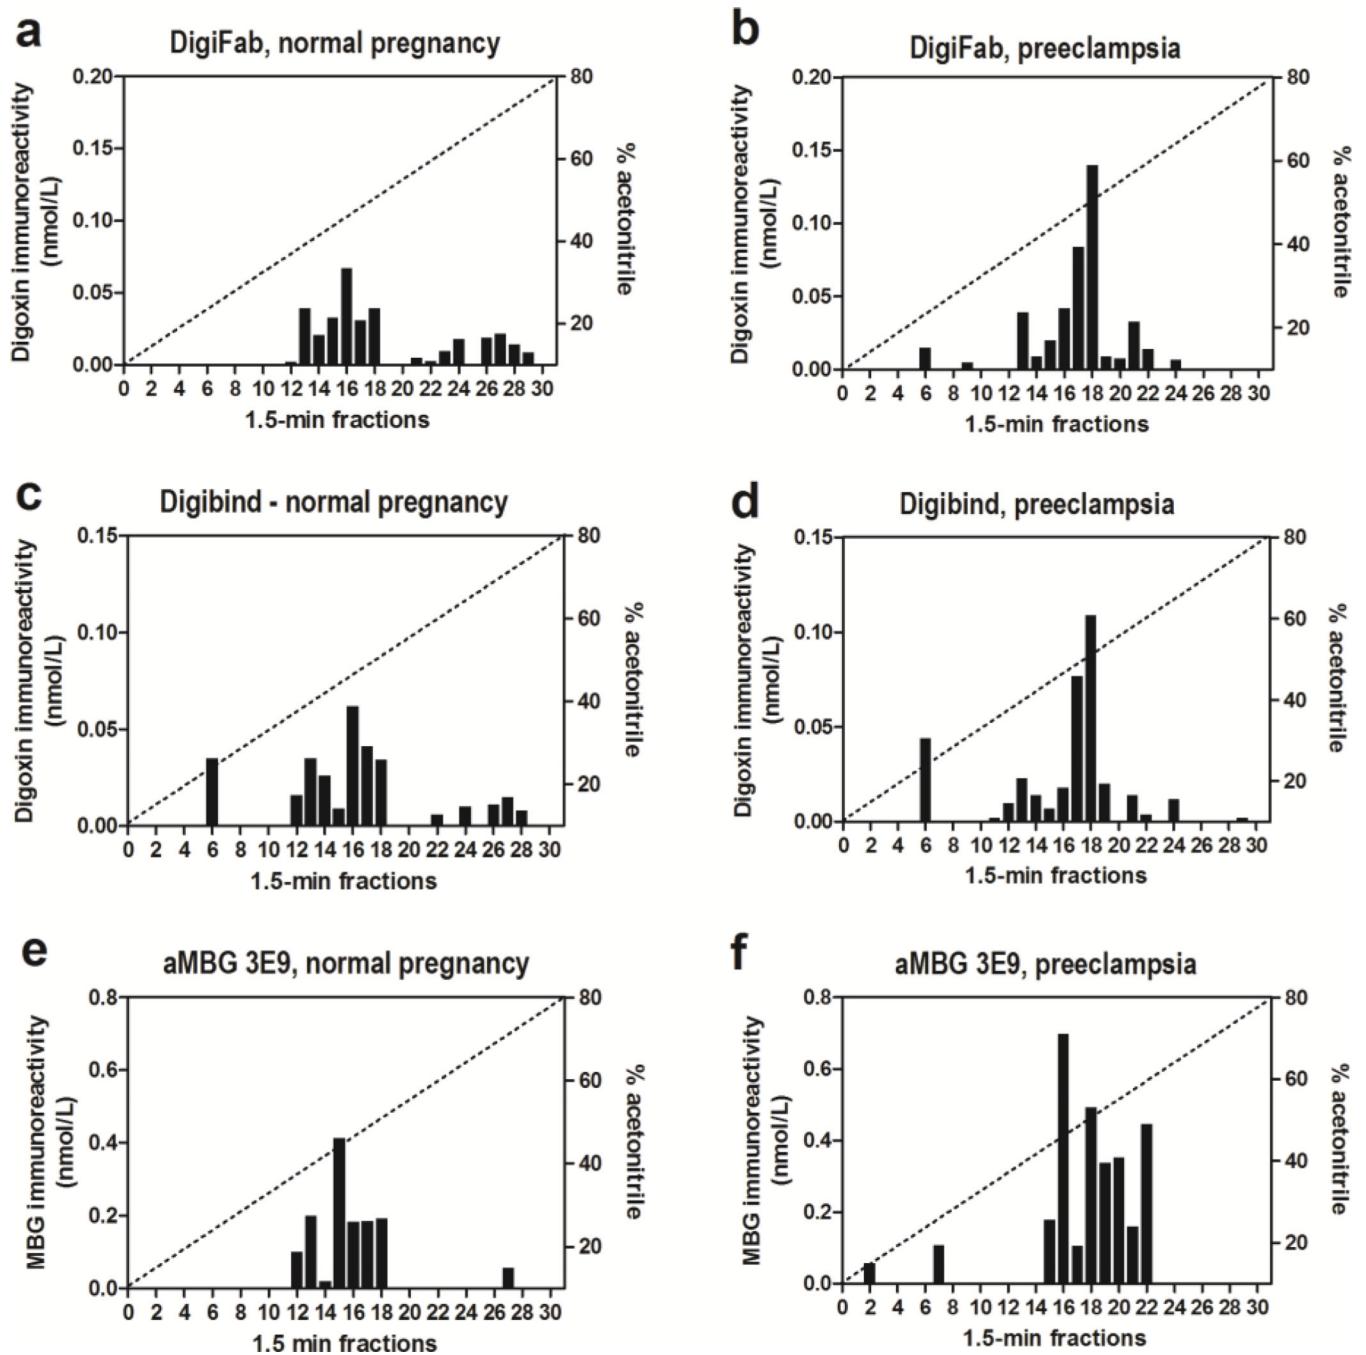 a
DigiFab, normal pregnancy
Digoxin immunoreactivity
(nmol/L)
0.20
0.15
0.10
0.05
0.00
80
60
40
20
% acetonitrile
0 2 4 6 8 10 12 14 16 18 20 22 24 26 28 30
1.5-min fractions
b
DigiFab, preeclampsia
Digoxin immunoreactivity
(nmol/L)
0.20
0.15
0.10
0.05
0.00
80
60
40
20
% acetonitrile
0 2 4 6 8 10 12 14 16 18 20 22 24 26 28 30
1.5-min fractions
c
Digibind - normal pregnancy
Digoxin immunoreactivity
(nmol/L)
0.15
0.10
0.05
0.00
80
60
40
20
% acetonitrile
0 2 4 6 8 10 12 14 16 18 20 22 24 26 28 30
1.5-min fractions
d
Digibind, preeclampsia
Digoxin immunoreactivity
(nmol/L)
0.15
0.10
0.05
0.00
80
60
40
20
% acetonitrile
0 2 4 6 8 10 12 14 16 18 20 22 24 26 28 30
1.5-min fractions
e
aMBG 3E9, normal pregnancy
MBG immunoreactivity
(nmol/L)
0.8
0.6
0.4
0.2
0.0
80
60
40
20
% acetonitrile
0 2 4 6 8 10 12 14 16 18 20 22 24 26 28 30
1.5 min fractions
f
aMBG 3E9, preeclampsia
MBG immunoreactivity
(nmol/L)
0.8
0.6
0.4
0.2
0.0
80
60
40
20
% acetonitrile
0 2 4 6 8 10 12 14 16 18 20 22 24 26 28 30
1.5-min fractions